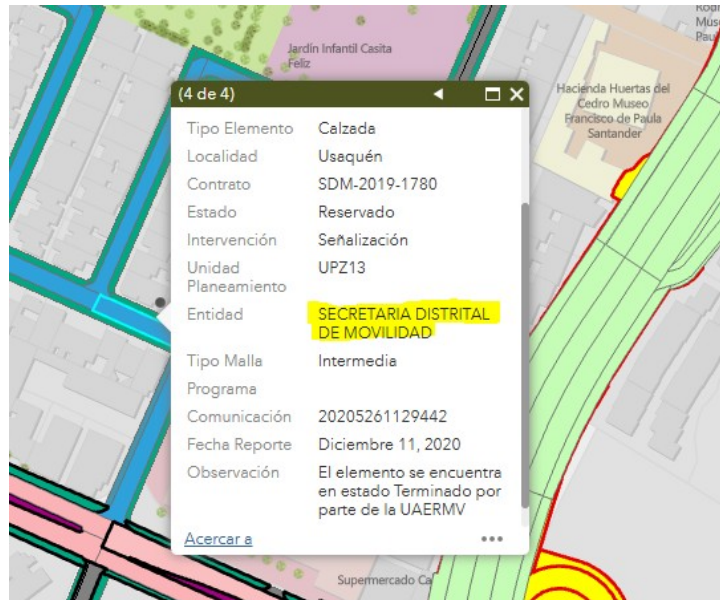 Jardín Infantil Casita
Feliz
Hacienda Huertas del
Cedro Museo
Francisco de Paula
Santander
(4 de 4)
Tipo Elemento Calzada
Localidad Usaquén
Contrato SDM-2019-1780
Estado Reservado
Intervención Señalización
Unidad Planeamiento UPZ13
Entidad SECRETARIA DISTRITAL
DE MOVILIDAD
Tipo Malla Intermedia
Programa
Comunicación 20205261129442
Fecha Reporte Diciembre 11, 2020
Observación El elemento se encuentra
en estado Terminado por
parte de la UAERMV
Acercar a
Supermercado